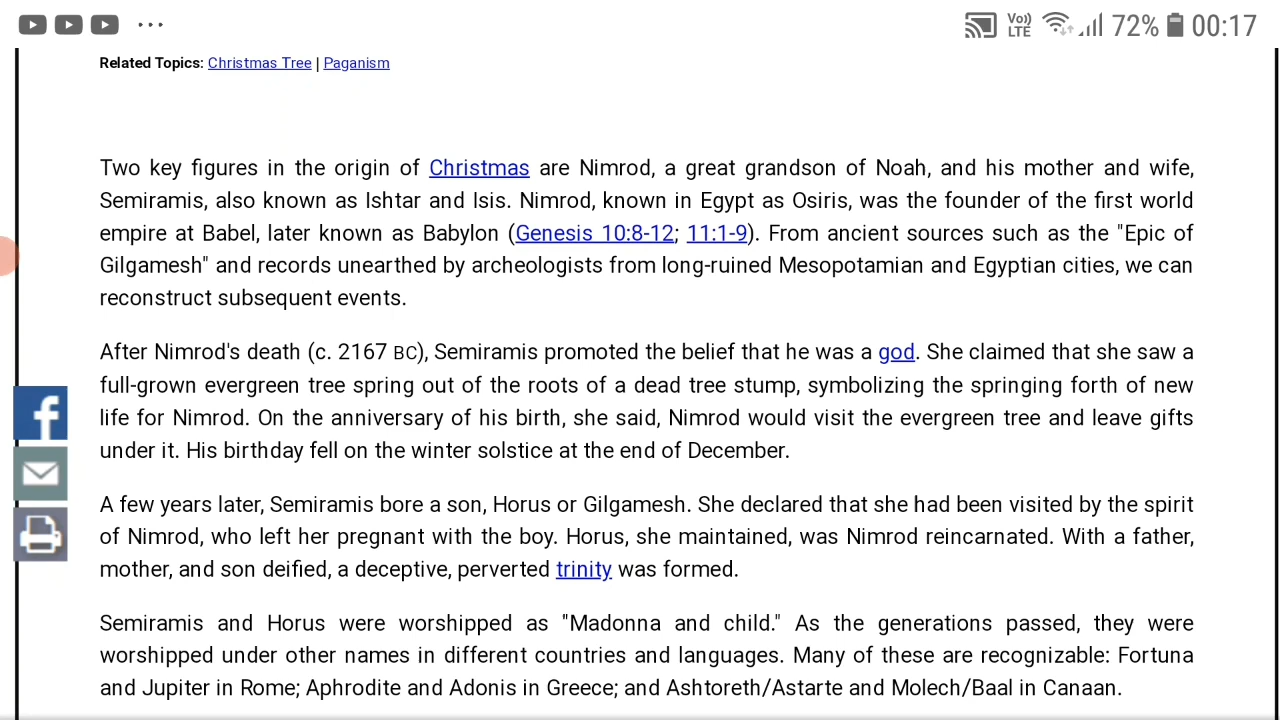 Vo))
LTE
72%
00:17
Related Topics: Christmas Tree | Paganism
Two key figures in the origin of Christmas are Nimrod, a great grandson of Noah, and his mother and wife,
Semiramis, also known as Ishtar and Isis. Nimrod, known in Egypt as Osiris, was the founder of the first world
empire at Babel, later known as Babylon (Genesis 10:8-12; 11:1-9). From ancient sources such as the "Epic of
Gilgamesh" and records unearthed by archeologists from long-ruined Mesopotamian and Egyptian cities, we can
reconstruct subsequent events.
After Nimrod's death (c. 2167 BC), Semiramis promoted the belief that he was a god. She claimed that she saw a
full-grown evergreen tree spring out of the roots of a dead tree stump, symbolizing the springing forth of new
life for Nimrod. On the anniversary of his birth, she said, Nimrod would visit the evergreen tree and leave gifts
under it. His birthday fell on the winter solstice at the end of December.
A few years later, Semiramis bore a son, Horus or Gilgamesh. She declared that she had been visited by the spirit
of Nimrod, who left her pregnant with the boy. Horus, she maintained, was Nimrod reincarnated. With a father,
mother, and son deified, a deceptive, perverted trinity was formed.
Semiramis and Horus were worshipped as "Madonna and child." As the generations passed, they were
worshipped under other names in different countries and languages. Many of these are recognizable: Fortuna
and Jupiter in Rome; Aphrodite and Adonis in Greece; and Ashtoreth/Astarte and Molech/Baal in Canaan.